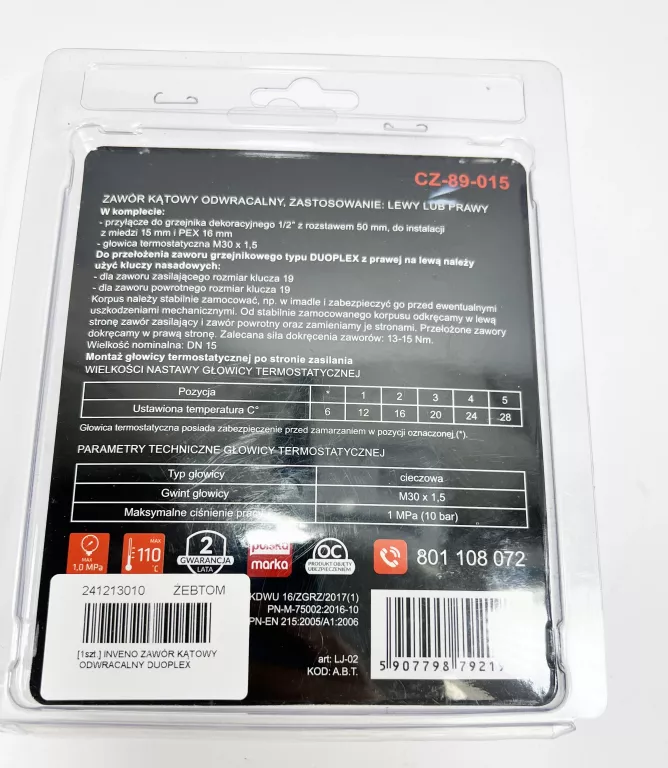 CZ-89-015
ZAWÓR KĄTOWY ODWRACALNY, ZASTOSOWANIE: LEWY LUB PRAWY
W komplecie:
- przyłącze do grzejnika dekoracyjnego 1/2" z rozstawem 50 mm, do instalacji
z miedzi 15 mm i PEX 16 mm
- głowica termostatyczna M30 x 1,5
Do przełożenia zaworu grzejnikowego typu DUOPLEX z prawej na lewą należy
użyć kluczy nasadowych:
- dla zaworu zasilającego rozmiar klucza 19
- dla zaworu powrotnego rozmiar klucza 19
Korpus należy stabilnie zamocować, np. w imadle i zabezpieczyć go przed ewentualnymi
uszkodzeniami mechanicznymi. Od stabilnie zamocowanego korpusu odkręcamy w lewą
stronę zawór zasilający i zawór powrotny oraz zamieniamy je stronami. Przełożone zawory
dokręcamy w prawą stronę. Zalecana siła dokręcenia zaworów: 13-15 Nm.
Wielkość nominalna: DN 15
Montaż głowicy termostatycznej po stronie zasilania
WIELKOŚCI NASTAWY GŁOWICY TERMOSTATYCZNEJ
Pozycja * 1 2 3 4 5
Ustawiona temperatura C° 6 12 16 20 24 28
Głowica termostatyczna posiada zabezpieczenie przed zamarzaniem w pozycji oznaczonej.(*).
PARAMETRY TECHNICZNE GŁOWICY TERMOSTATYCZNEJ
Typ głowicy cieczowa
Gwint głowicy M30 x 1,5
Maksymalne ciśnienie 1 MPa (10 bar)
MAX
1,0 MPa
MAX
110
°C
2
GWARANCJA
LATA
polska
marka
OC
PRODUKT OBJĘTY
UBEZPIECZENIEM
801 108 072
241213010 ŻEBTOM
[1szt.] INVENO ZAWÓR KĄTOWY
ODWRACALNY DUOPLEX
KDWU 16/ZGRZ/2017(1)
PN-M-75002:2016-10
PN-EN 215:2005/A1:2006
art: LJ-02
KOD: A.B.T.
5 907798 79219